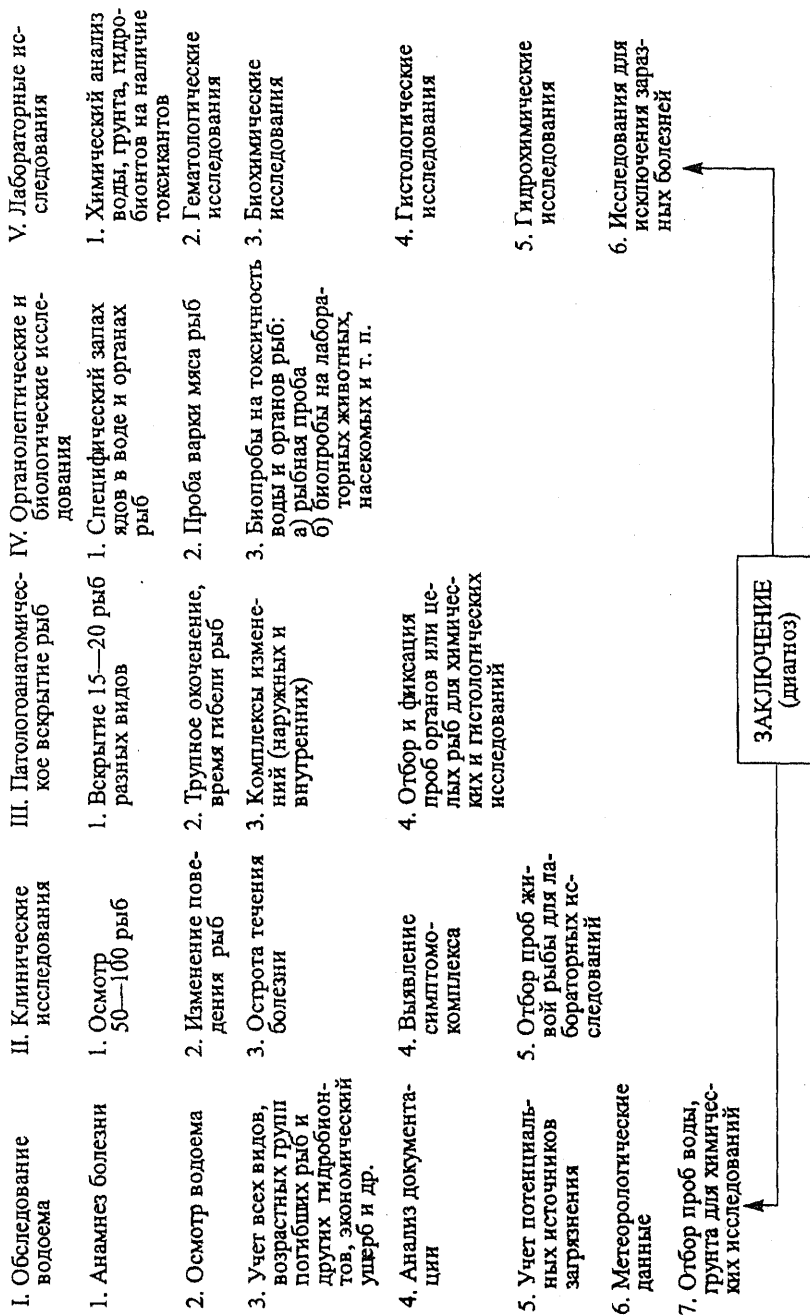 I. Обследование
водоема
1. Анамнез болезни
2. Осмотр водоема
3. Учет всех видов,
возрастных групп
погибших рыб и
других гидробион-
тов, экономический
ущерб и др.
4. Анализ документа-
ции
5. Учет потенциаль-
ных источников
загрязнения
6. Метеорологические
данные
7. Отбор проб воды,
грунта для химичес-
ких исследований
II. Клинические
исследования
1. Осмотр
50—100 рыб
2. Изменение пове-
дения рыб
3. Острота течения
болезни
4. Выявление
симптомо-
комплекса
5. Отбор проб жи-
вой рыбы для ла-
бораторных ис-
следований
III. Патологоанатомичес-
кое вскрытие рыб
1. Вскрытие 15—20 рыб
разных видов
2. Трупное окоченение,
время гибели рыб
3. Комплексы измене-
ний (наружных и
внутренних)
4. Отбор и фиксация
проб органов или це-
лых рыб для химичес-
ких и гистологических
исследований
IV. Органолептические и
биологические иссле-
дования
1. Специфический запах
ядов в воде и органах
рыб
2. Проба варки мяса рыб
3. Биопробы на токсичность
воды и органов рыб:
а) рыбная проба
б) биопробы на лабора-
торных животных,
насекомых и т. п.
V. Лабораторные ис-
следования
1. Химический анализ
воды, грунта, гидро-
бионтов на наличие
токсикантов
2. Гематологические
исследования
3. Биохимические
исследования
4. Гистологические
исследования
5. Гидрохимические
исследования
6. Исследования для
исключения зараз-
ных болезней
ЗАКЛЮЧЕНИЕ
(диагноз)